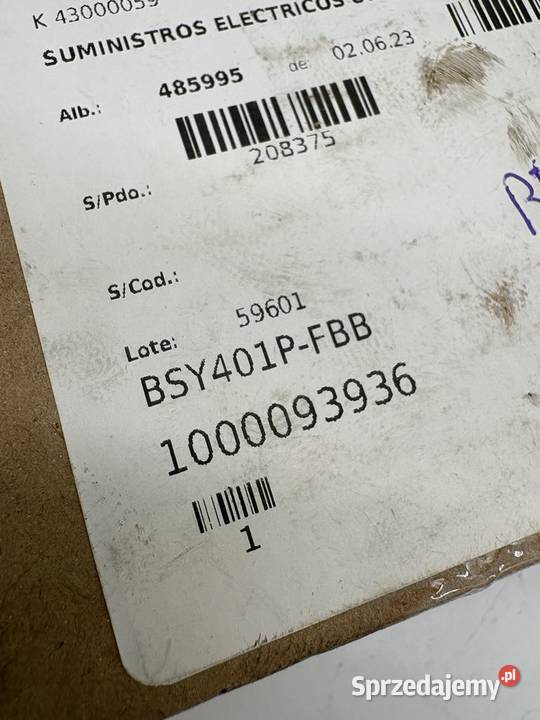 K 43000059
SUMINISTROS ELECTRICOS
Alb.: 485995 de: 02.06.23
208375
S/Pdo.:
S/Cod.:
Lote: 59601
BSY401P-FBB
1000093936
1
Sprzedajemy.pl